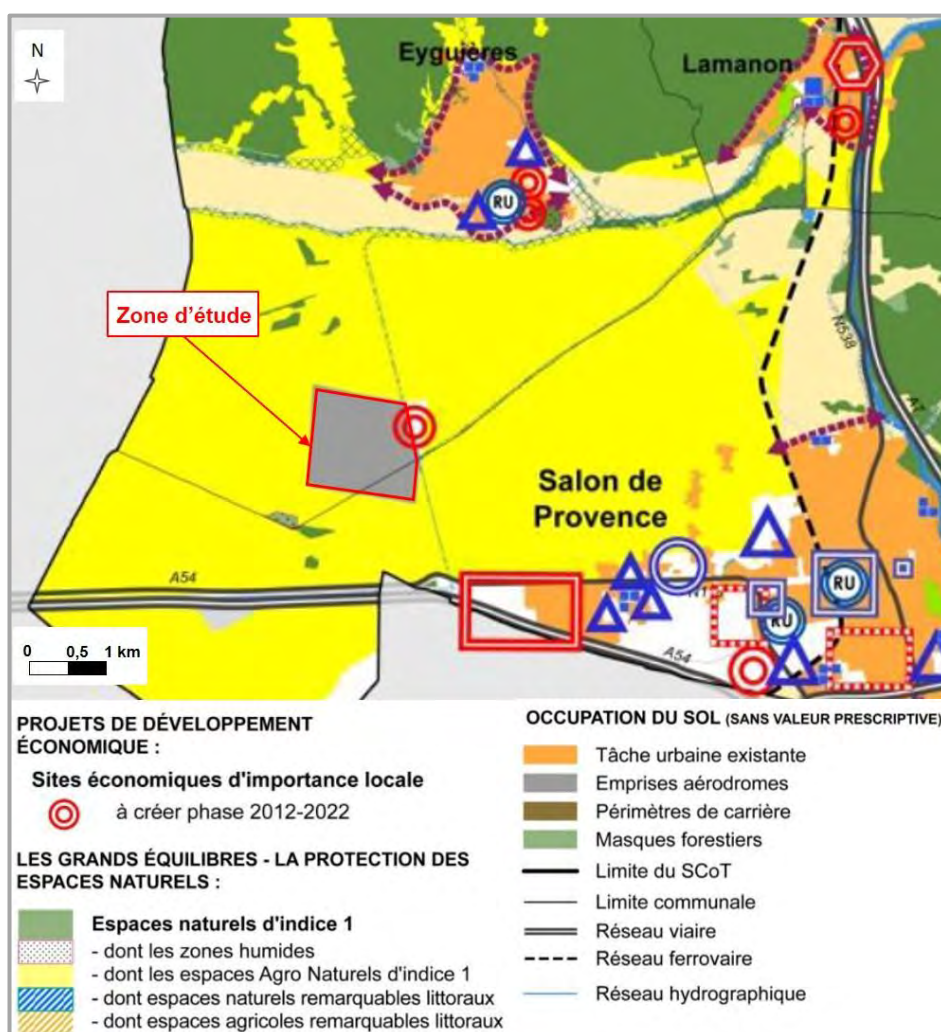 N
Eyguières
Lamanon
RU
Zone d'étude
N538
A7
Salon de
Provence
A54
RU
N1
RU
A54
0 0,5 1 km
PROJETS DE DÉVELOPPEMENT
ÉCONOMIQUE :
Sites économiques d'importance locale
à créer phase 2012-2022
LES GRANDS ÉQUILIBRES - LA PROTECTION DES
ESPACES NATURELS :
Espaces naturels d'indice 1
- dont les zones humides
- dont les espaces Agro Naturels d'indice 1
- dont espaces naturels remarquables littoraux
- dont espaces agricoles remarquables littoraux
OCCUPATION DU SOL (SANS VALEUR PRESCRIPTIVE)
Tâche urbaine existante
Emprises aérodromes
Périmètres de carrière
Masques forestiers
Limite du SCoT
Limite communale
Réseau viaire
Réseau ferrovaire
Réseau hydrographique